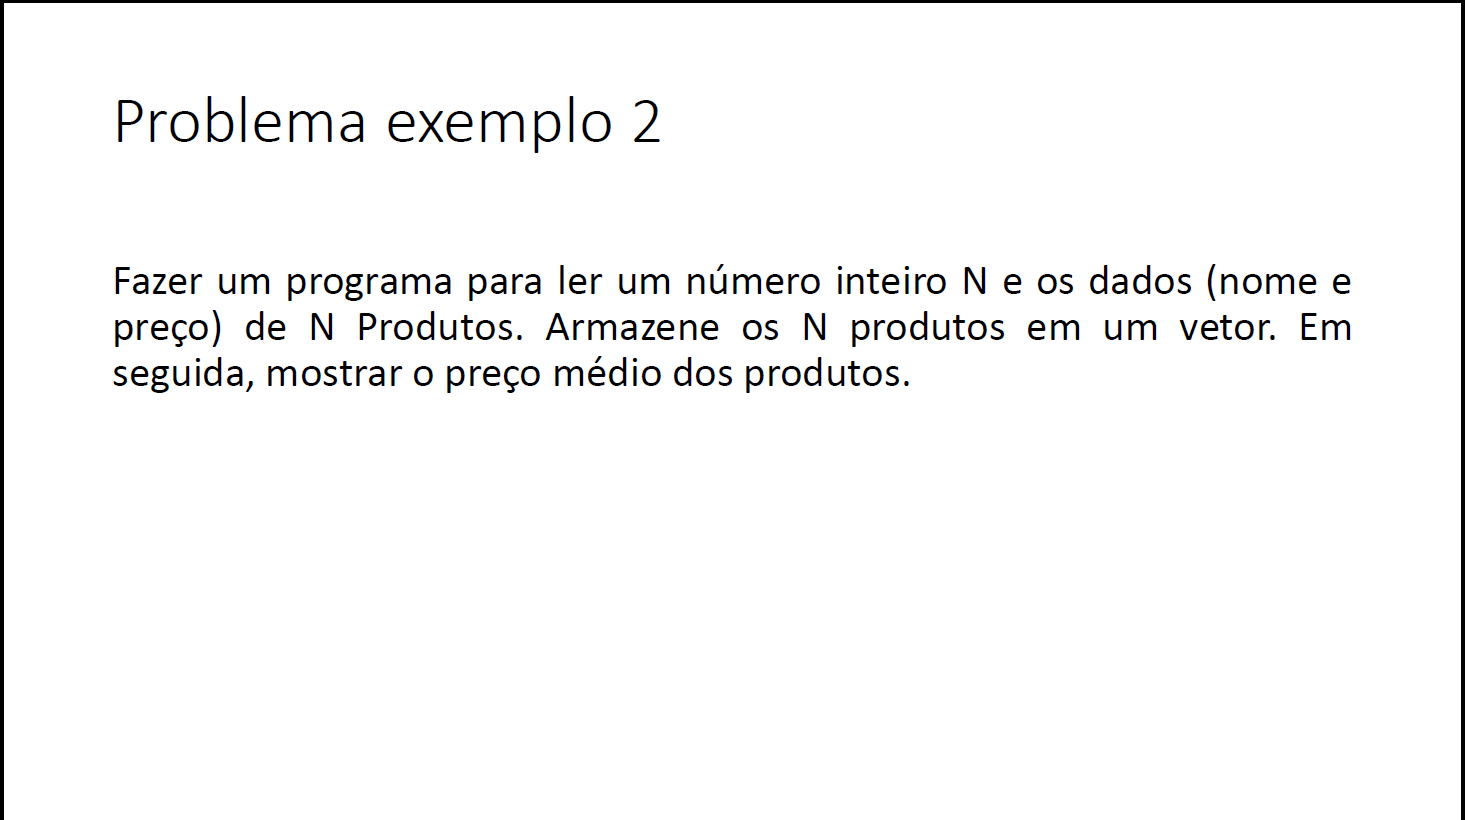 Problema exemplo 2
Fazer um programa para ler um número inteiro N e os dados (nome e
preço) de N Produtos. Armazene os N produtos em um vetor. Em
seguida, mostrar o preço médio dos produtos.